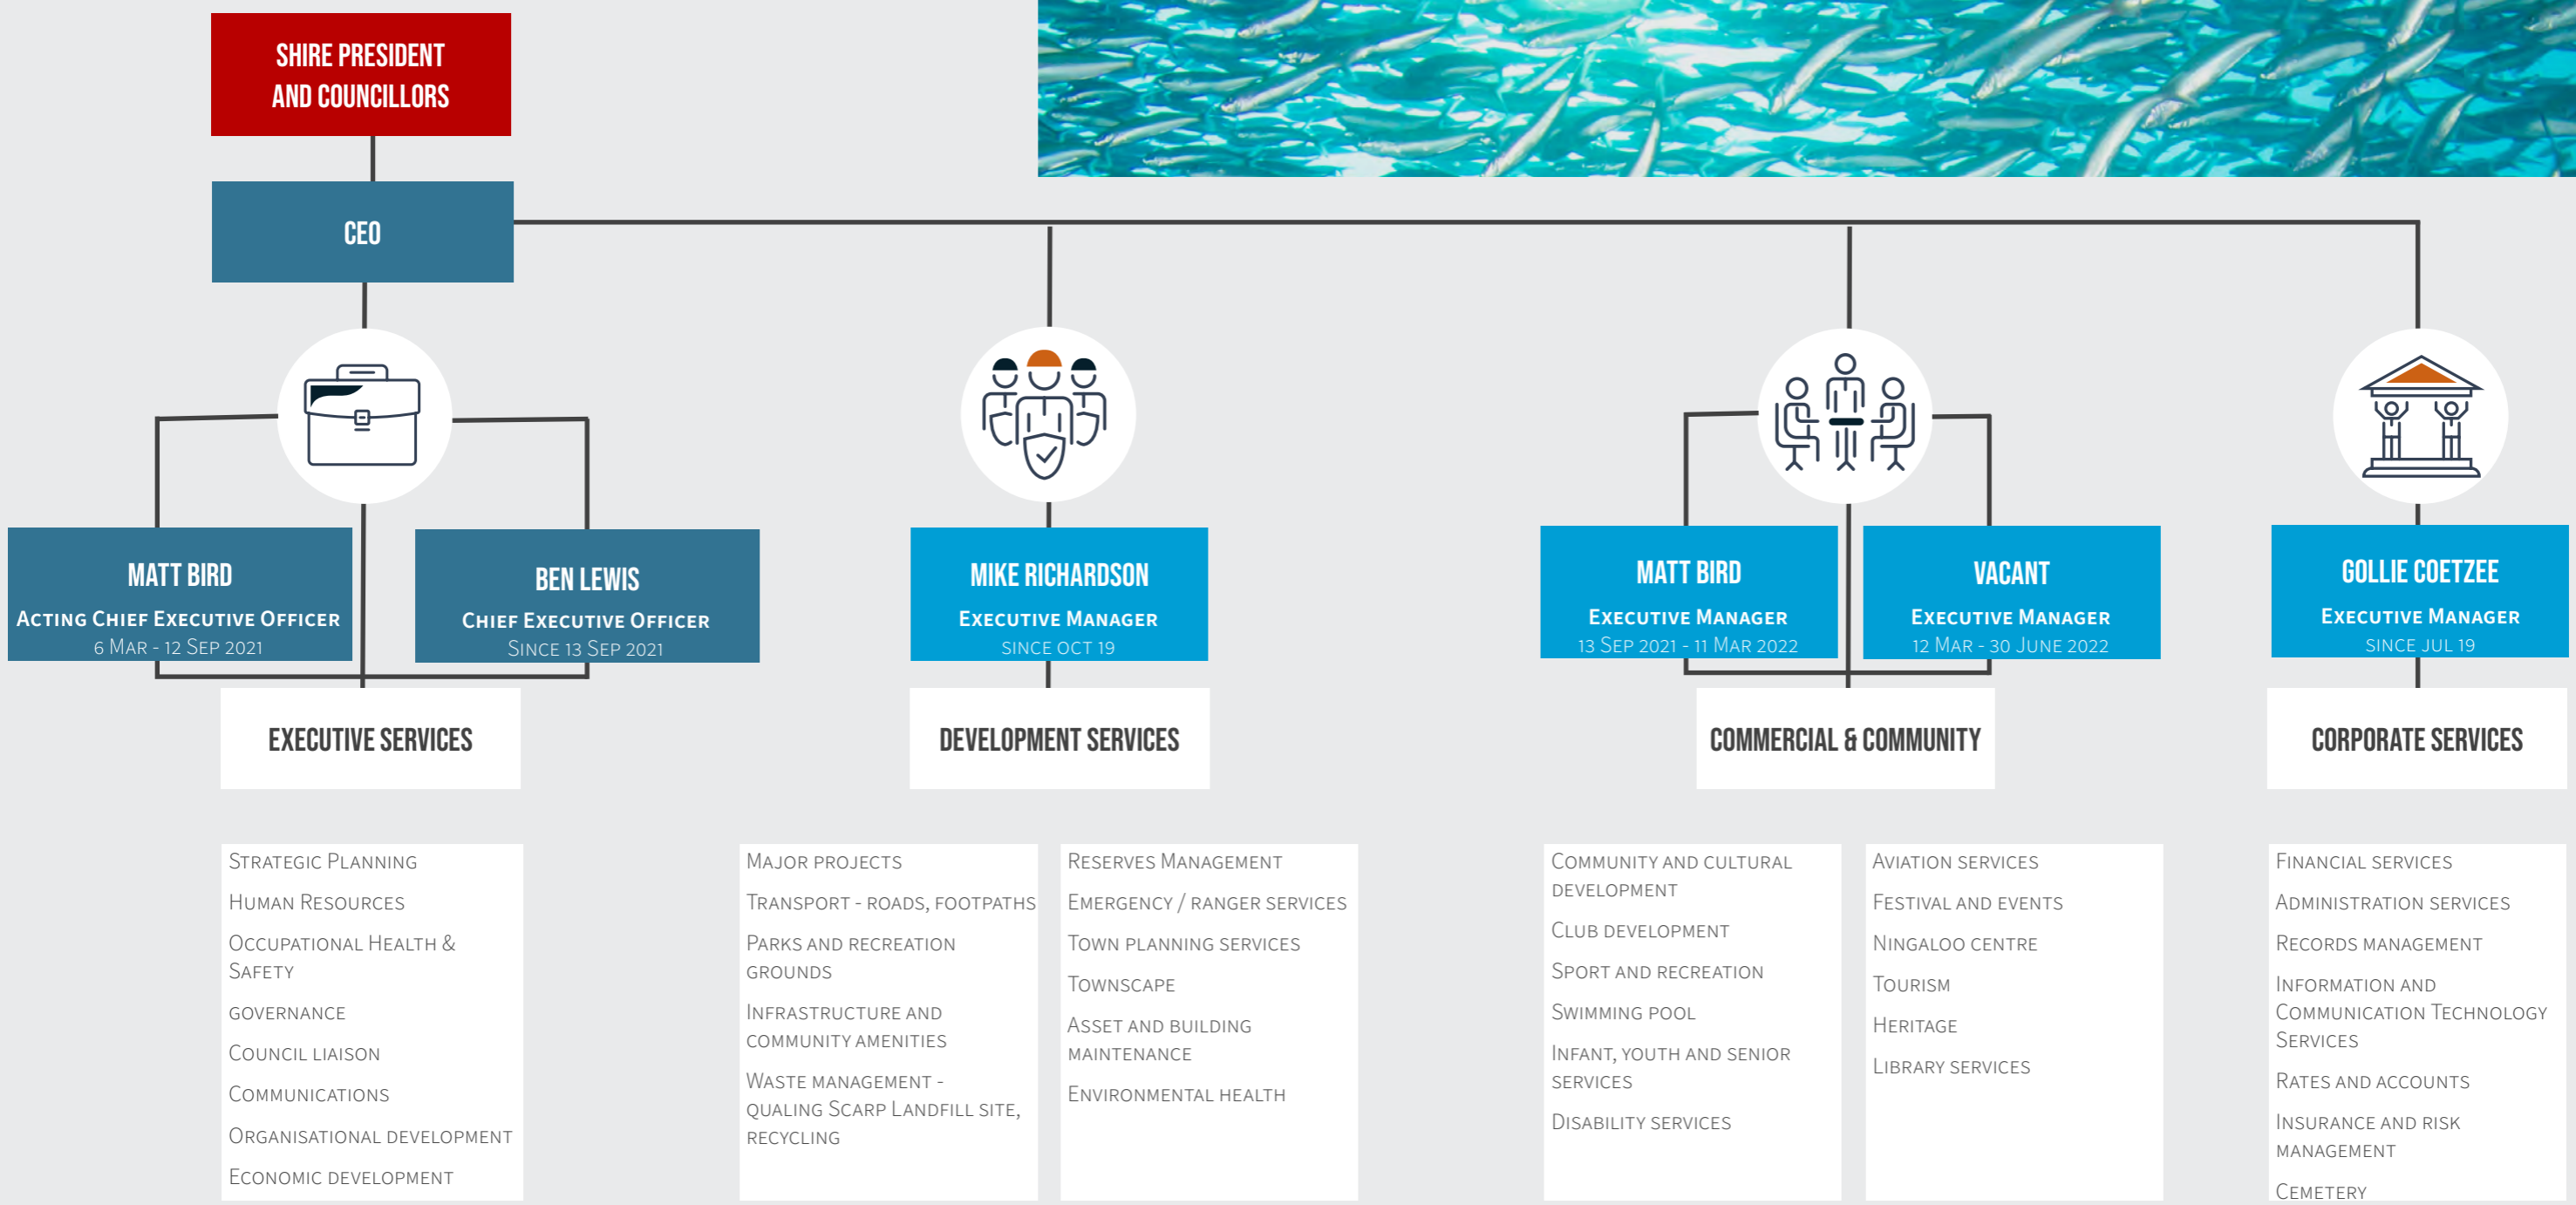 SHIRE PRESIDENT
AND COUNCILLORS
CEO
MATT BIRD
ACTING CHIEF EXECUTIVE OFFICER
6 MAR - 12 SEP 2021
BEN LEWIS
CHIEF EXECUTIVE OFFICER
SINCE 13 SEP 2021
MIKE RICHARDSON
EXECUTIVE MANAGER
SINCE OCT 19
MATT BIRD
EXECUTIVE MANAGER
13 SEP 2021 - 11 MAR 2022
VACANT
EXECUTIVE MANAGER
12 MAR - 30 JUNE 2022
GOLLIE COETZEE
EXECUTIVE MANAGER
SINCE JUL 19
EXECUTIVE SERVICES
DEVELOPMENT SERVICES
COMMERCIAL & COMMUNITY
CORPORATE SERVICES
STRATEGIC PLANNING
HUMAN RESOURCES
OCCUPATIONAL HEALTH &
SAFETY
GOVERNANCE
COUNCIL LIAISON
COMMUNICATIONS
ORGANISATIONAL DEVELOPMENT
ECONOMIC DEVELOPMENT
MAJOR PROJECTS
TRANSPORT - ROADS, FOOTPATHS
PARKS AND RECREATION
GROUNDS
INFRASTRUCTURE AND
COMMUNITY AMENITIES
WASTE MANAGEMENT -
QUALING SCARP LANDFILL SITE,
RECYCLING
RESERVES MANAGEMENT
EMERGENCY / RANGER SERVICES
TOWN PLANNING SERVICES
TOWNSCAPE
ASSET AND BUILDING
MAINTENANCE
ENVIRONMENTAL HEALTH
COMMUNITY AND CULTURAL
DEVELOPMENT
CLUB DEVELOPMENT
SPORT AND RECREATION
SWIMMING POOL
INFANT, YOUTH AND SENIOR
SERVICES
DISABILITY SERVICES
AVIATION SERVICES
FESTIVAL AND EVENTS
NINGALOO CENTRE
TOURISM
HERITAGE
LIBRARY SERVICES
FINANCIAL SERVICES
ADMINISTRATION SERVICES
RECORDS MANAGEMENT
INFORMATION AND
COMMUNICATION TECHNOLOGY
SERVICES
RATES AND ACCOUNTS
INSURANCE AND RISK
MANAGEMENT
CEMETERY